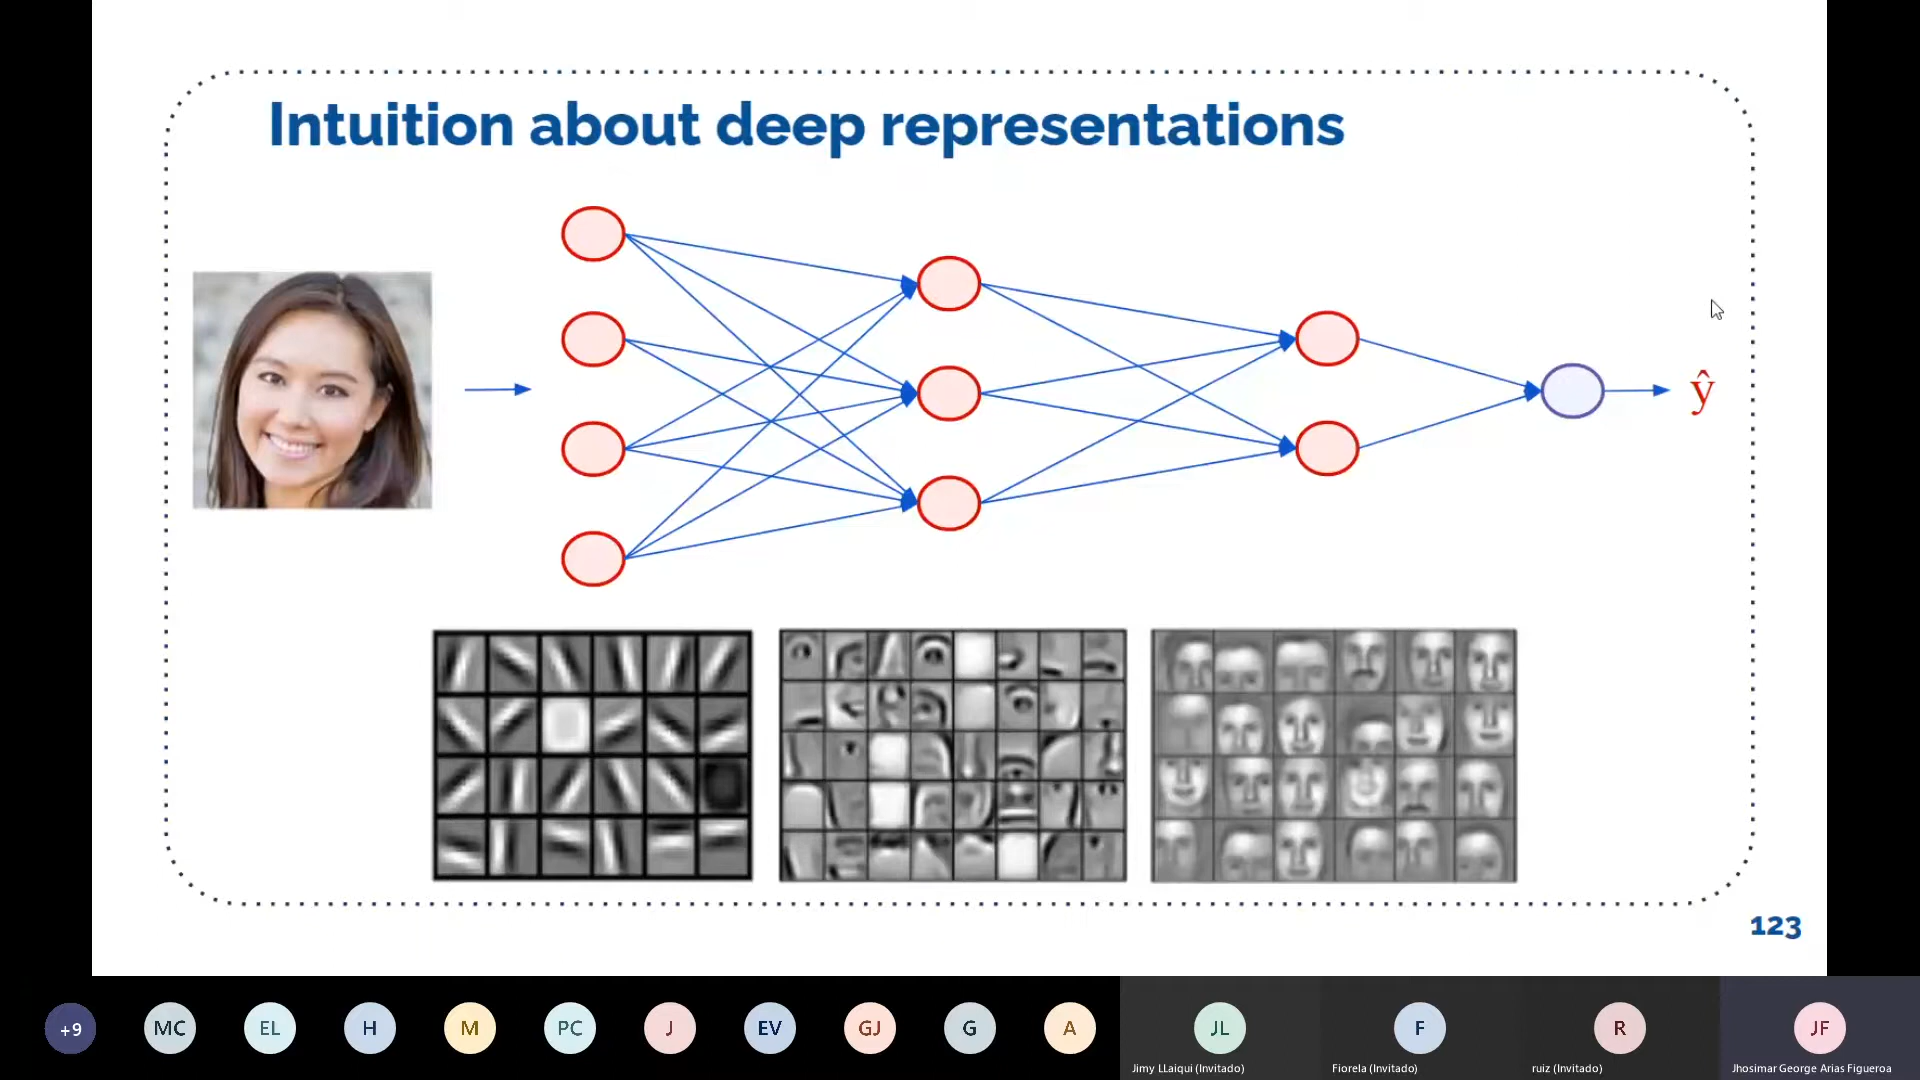 Intuition about deep representations
ŷ
123
+9
MC
EL
H
M
PC
J
EV
GJ
G
A
JL
F
R
JF
Jimy LLaiqui (Invitado)
Fiorela (Invitado)
ruiz (Invitado)
Jhosimar George Arias Figueroa